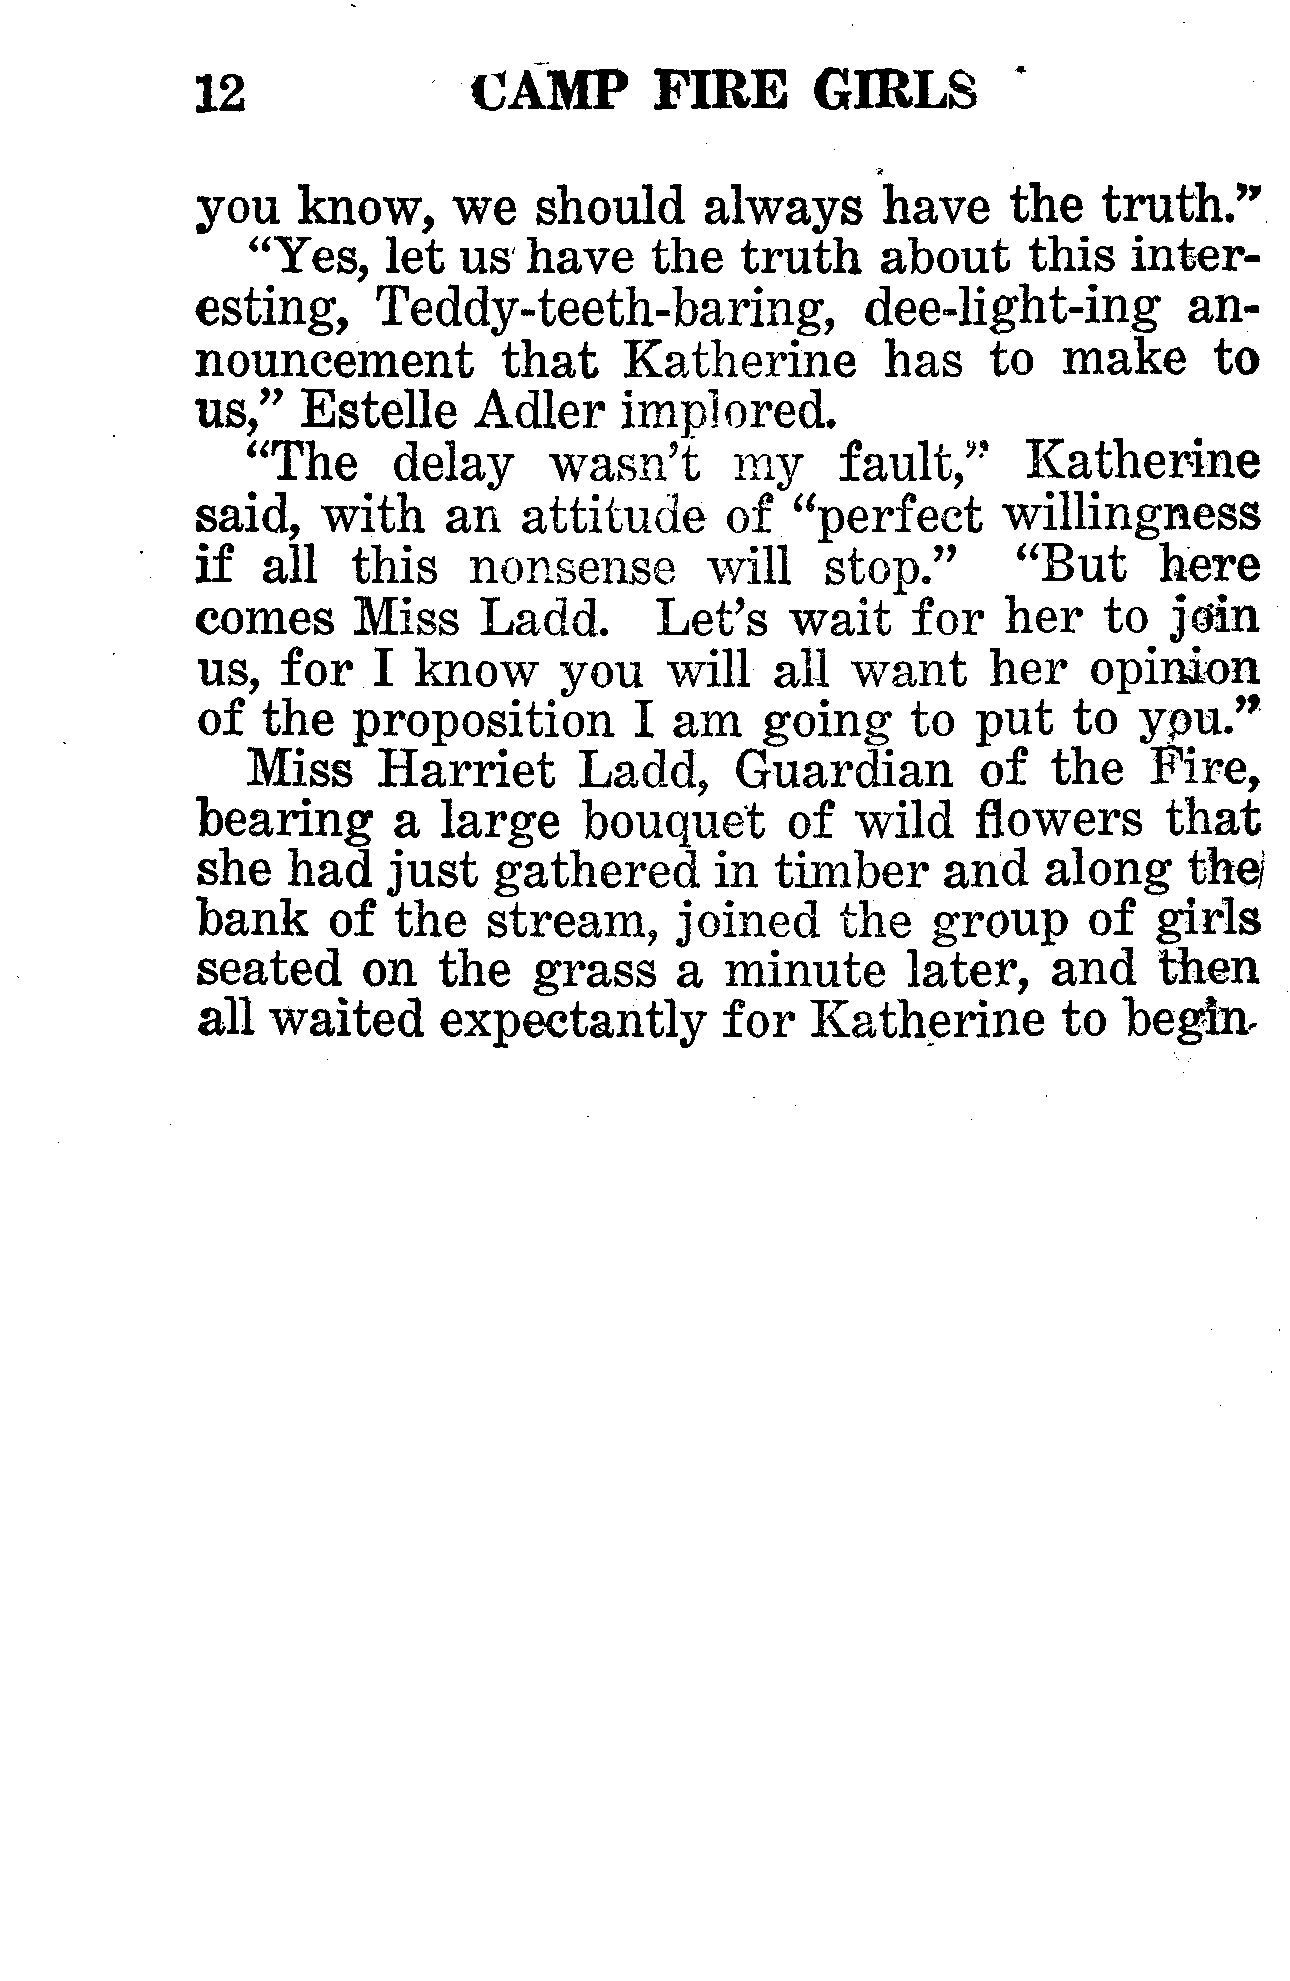 12 CAMP FIRE GIRLS
you know, we should always have the truth."
"Yes, let us have the truth about this inter-
esting, Teddy-teeth-baring, dee-light-ing an-
nouncement that Katherine has to make to
us," Estelle Adler implored.
"The delay wasn't my fault," Katherine
said, with an attitude of "perfect willingness
if all this nonsense will stop." "But here
comes Miss Ladd. Let's wait for her to join
us, for I know you will all want her opinion
of the proposition I am going to put to you."
Miss Harriet Ladd, Guardian of the Fire,
bearing a large bouquet of wild flowers that
she had just gathered in timber and along the
bank of the stream, joined the group of girls
seated on the grass a minute later, and then
all waited expectantly for Katherine to begin.